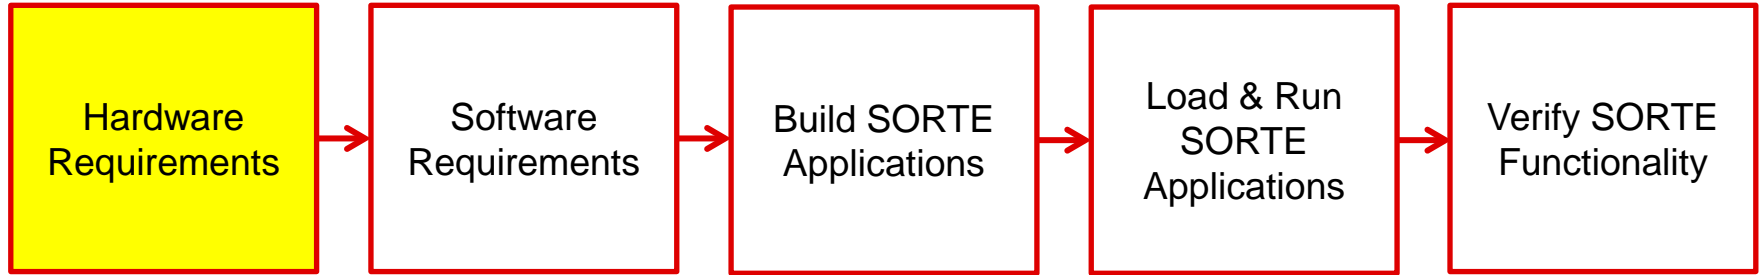 Hardware
Requirements
Software
Requirements
Build SORTE
Applications
Load & Run
SORTE
Applications
Verify SORTE
Functionality